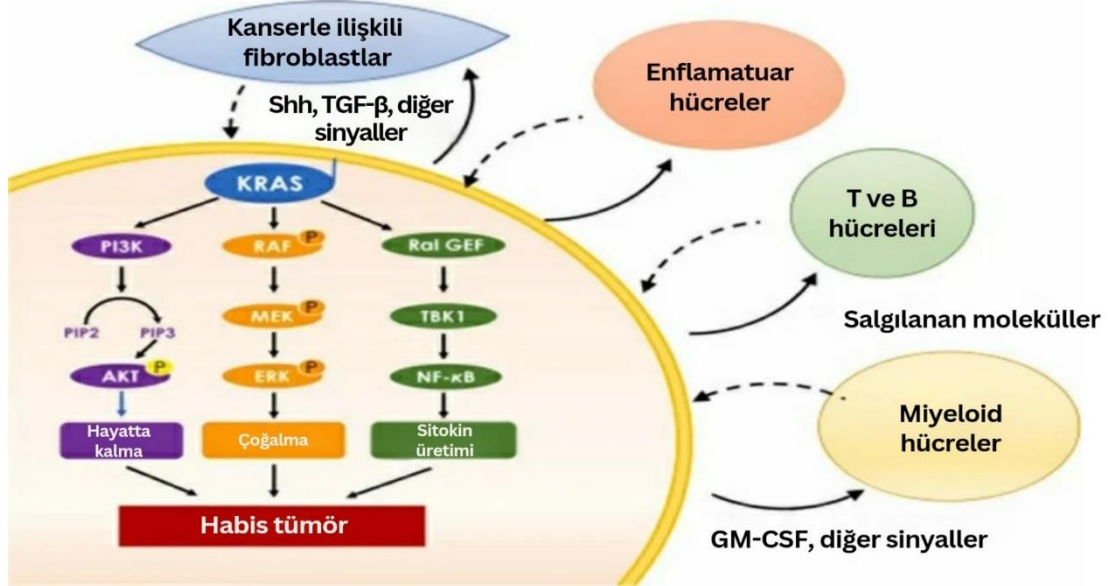 Kanserle ilişkili
fibroblastlar
Shh, TGF-β, diğer
sinyaller
Enflamatuar
hücreler
T ve B
hücreleri
Salgılanan moleküller
Miyeloid
hücreler
GM-CSF, diğer sinyaller
KRAS
PI3K
RAF P
Ral GEF
PIP2
PIP3
MEK P
TBK1
AKT P
ERK P
NF-κB
Hayatta
kalma
Çoğalma
Sitokin
üretimi
Habis tümör